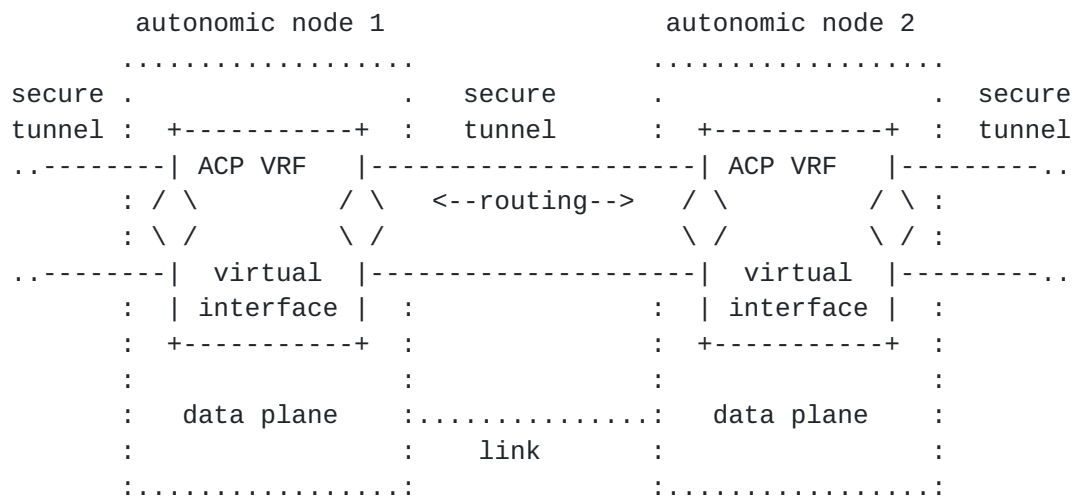 autonomic node 1                  autonomic node 2
secure                secure                secure
tunnel                tunnel                tunnel
ACP VRF                ACP VRF
<--routing-->
virtual                virtual
interface                interface
data plane                data plane
link